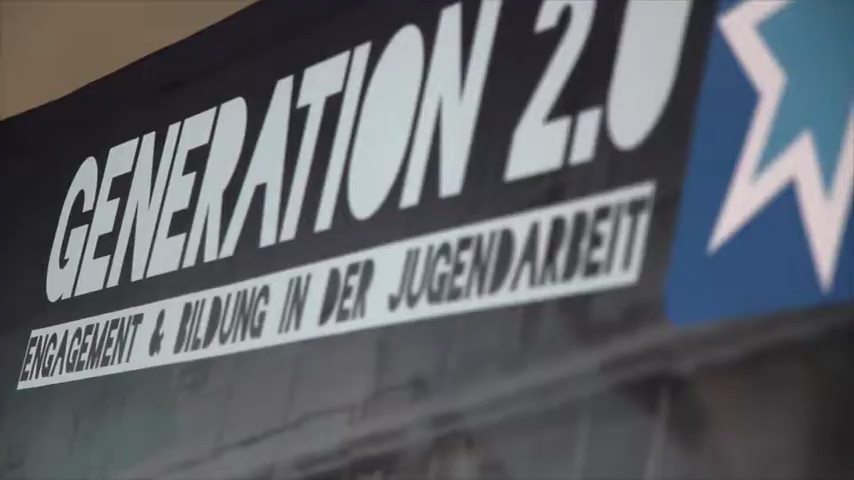 GENERATION 2.0
ENGAGEMENT & BILDUNG IN DER JUGENDARBEIT